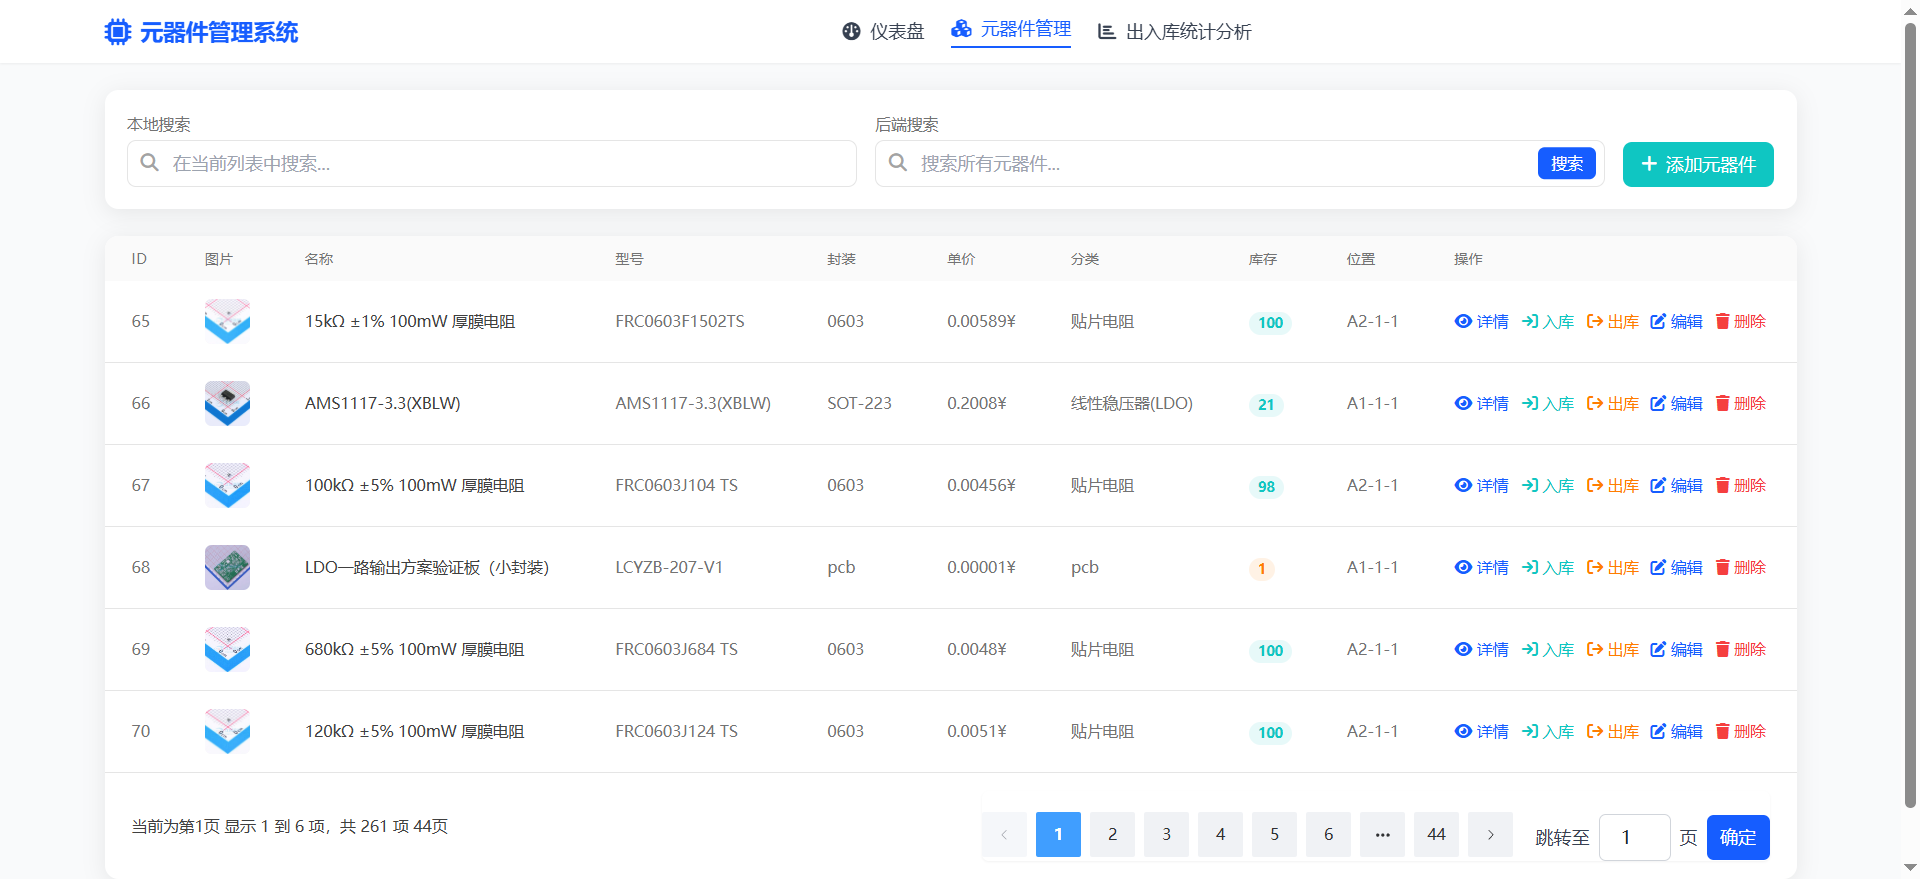 元器件管理系统
仪表盘 元器件管理 出入库统计分析
本地搜索 后端搜索
在当前列表中搜索... 搜索所有元器件... 搜索 添加元器件
ID 图片 名称 型号 封装 单价 分类 库存 位置 操作
65 15kΩ ±1% 100mW 厚膜电阻 FRC0603F1502TS 0603 0.00589¥ 贴片电阻 100 A2-1-1 详情 入库 出库 编辑 删除
66 AMS1117-3.3(XBLW) AMS1117-3.3(XBLW) SOT-223 0.2008¥ 线性稳压器(LDO) 21 A1-1-1 详情 入库 出库 编辑 删除
67 100kΩ ±5% 100mW 厚膜电阻 FRC0603J104 TS 0603 0.00456¥ 贴片电阻 98 A2-1-1 详情 入库 出库 编辑 删除
68 LDO一路输出方案验证板（小封装） LCYZB-207-V1 pcb 0.00001¥ pcb 1 A1-1-1 详情 入库 出库 编辑 删除
69 680kΩ ±5% 100mW 厚膜电阻 FRC0603J684 TS 0603 0.0048¥ 贴片电阻 100 A2-1-1 详情 入库 出库 编辑 删除
70 120kΩ ±5% 100mW 厚膜电阻 FRC0603J124 TS 0603 0.0051¥ 贴片电阻 100 A2-1-1 详情 入库 出库 编辑 删除
当前为第1页 显示 1 到 6 项，共 261 项 44页 1 2 3 4 5 6 ··· 44 跳转至 1 页 确定